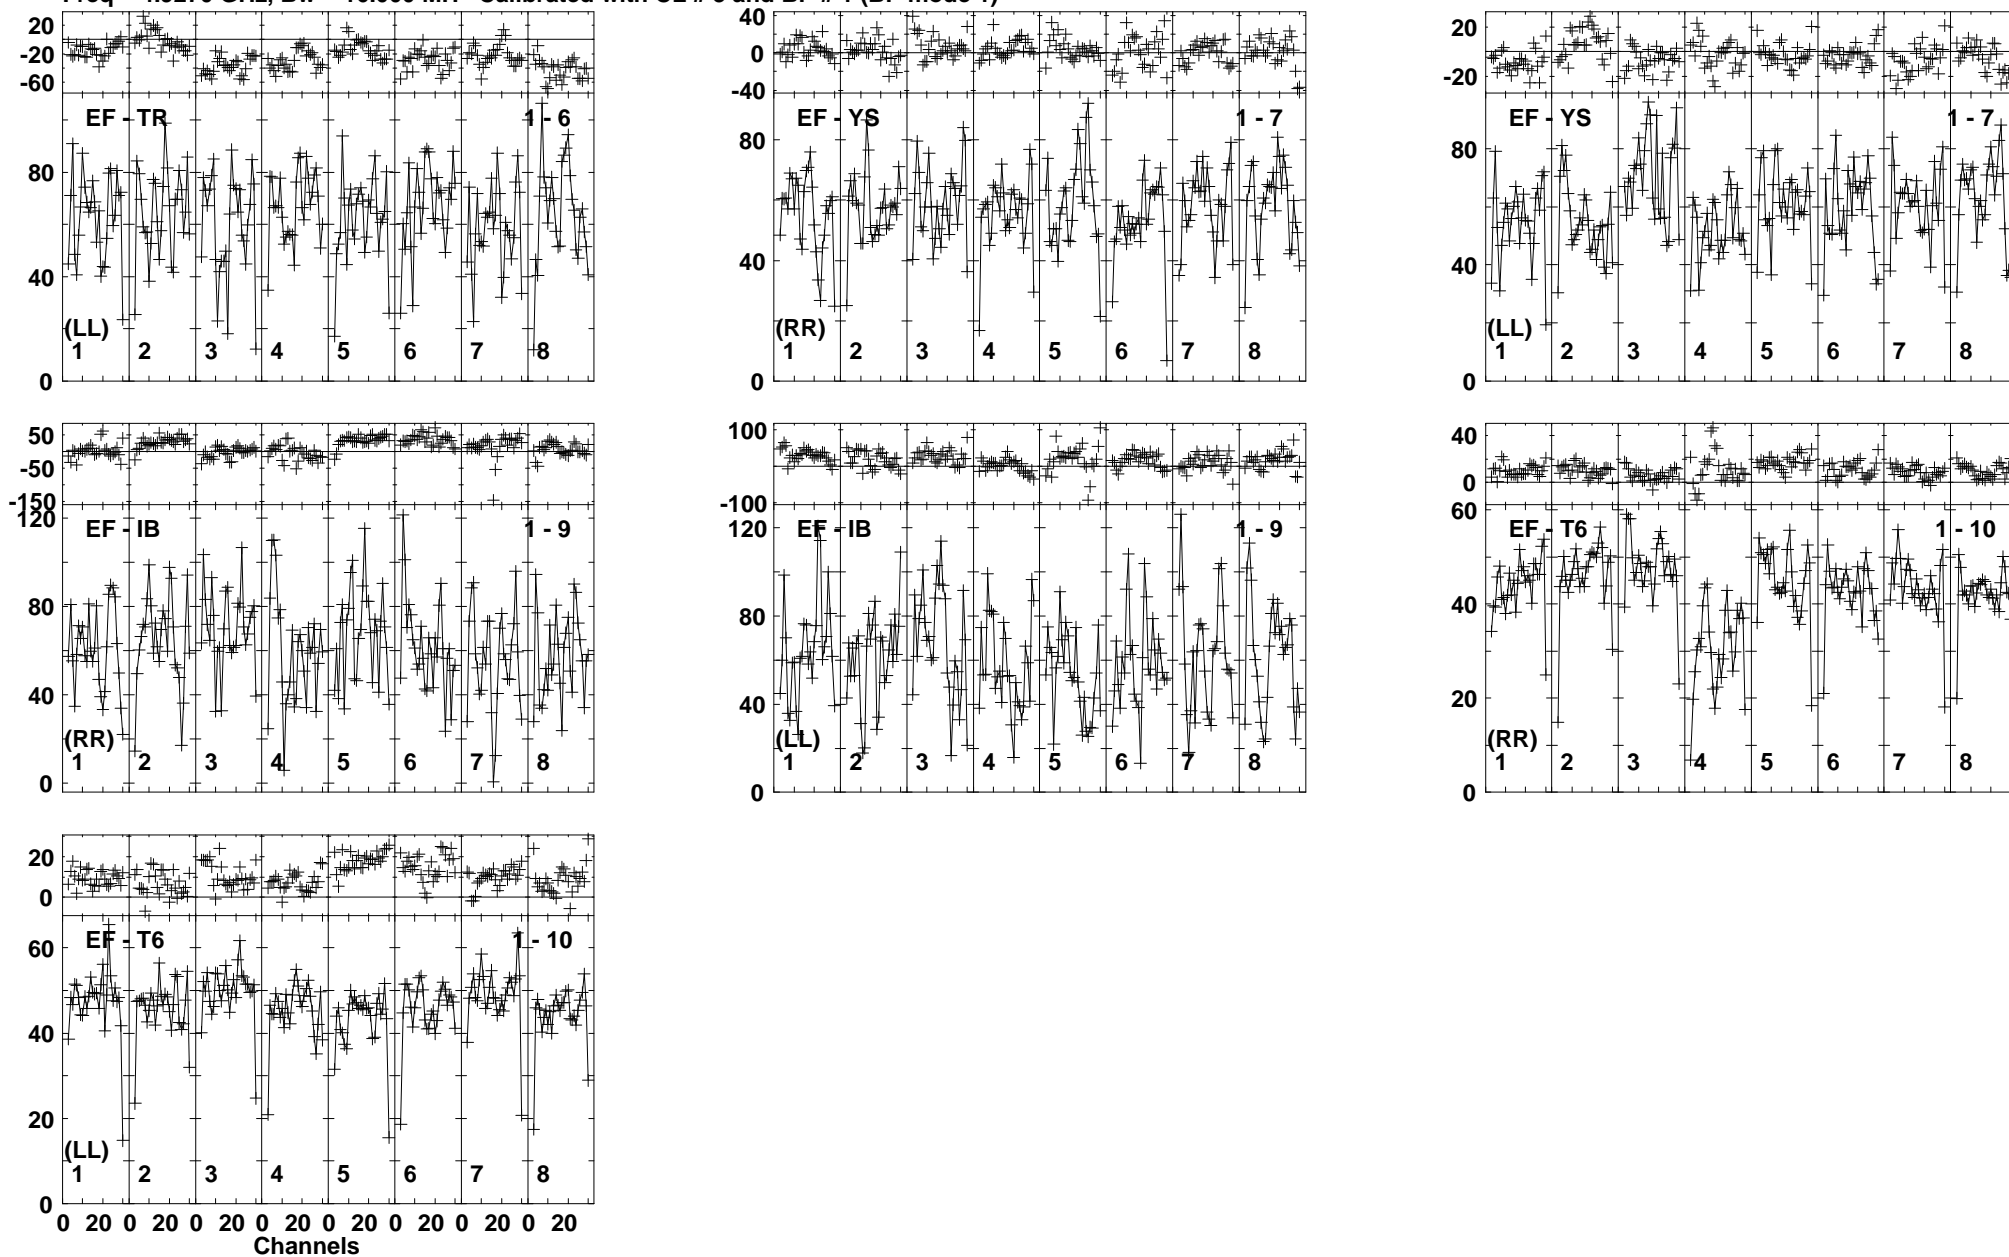 20 -20 -60
EF - TR 1 - 6
80 40 0
(LL)
1 2 3 4 5 6 7 8
40 0 -40
EF - YS 1 - 7
80 40 0
(RR)
1 2 3 4 5 6 7 8
20 -20
EF - YS 1 - 7
80 40 0
(LL)
1 2 3 4 5 6 7 8
50 -50 -150
EF - IB 1 - 9
120 80 40 0
(RR)
1 2 3 4 5 6 7 8
100 -100
EF - IB 1 - 9
120 80 40 0
(LL)
1 2 3 4 5 6 7 8
40 0
EF - T6 1 - 10
60 40 20 0
(RR)
1 2 3 4 5 6 7 8
20 0
EF - T6 1 - 10
60 40 20 0
(LL)
1 2 3 4 5 6 7 8
0 20 0 20 0 20 0 20 0 20 0 20 0 20 0 20
Channels